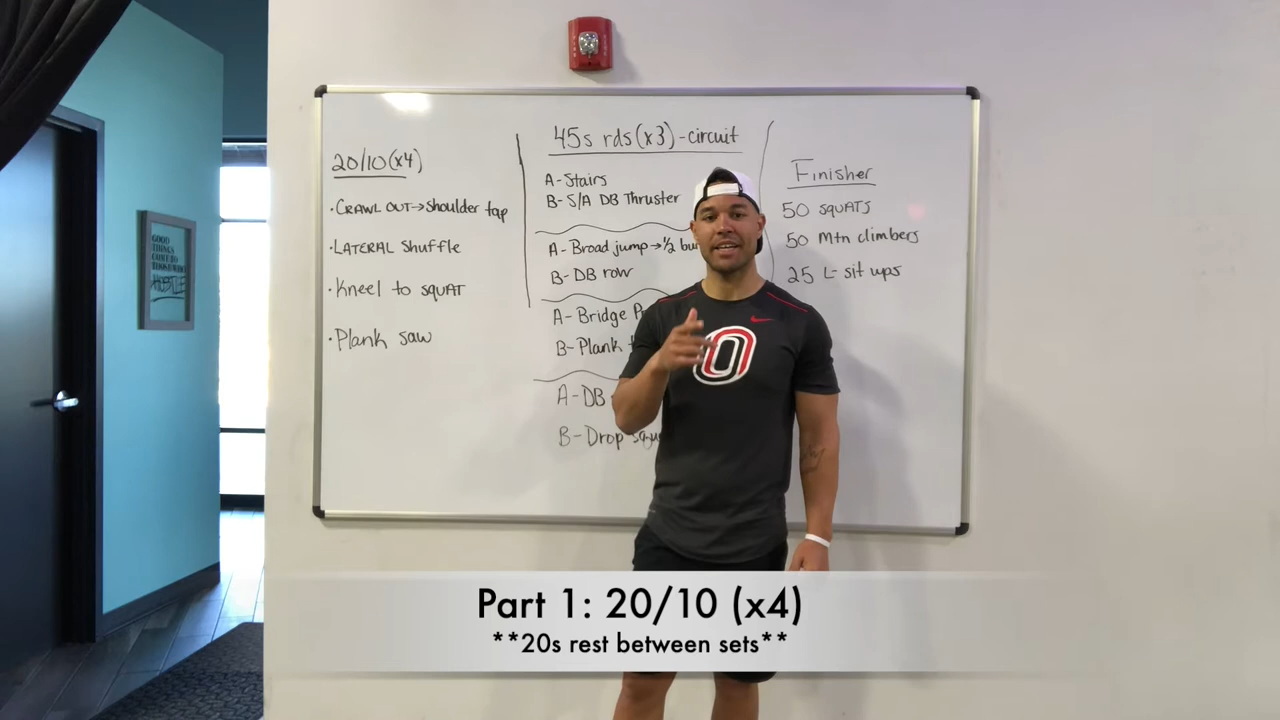 20/10 (x4)
• CRAWL OUT→shoulder tap
• LATERAL Shuffle
• Kneel to SQUAT
• Plank saw
45s rds (x3) - circuit
A - Stairs
B - S/A DB Thruster
A - Broad jump → 1/2 bu
B - DB row
A - Bridge P
B - Plank t
A - DB
B - Drop squ
Finisher
50 SQUATS
50 Mtn climbers
25 L- sit ups
GOOD
THINGS
COME TO
THOSE WHO
HUSTLE
O
Part 1: 20/10 (x4)
**20s rest between sets**